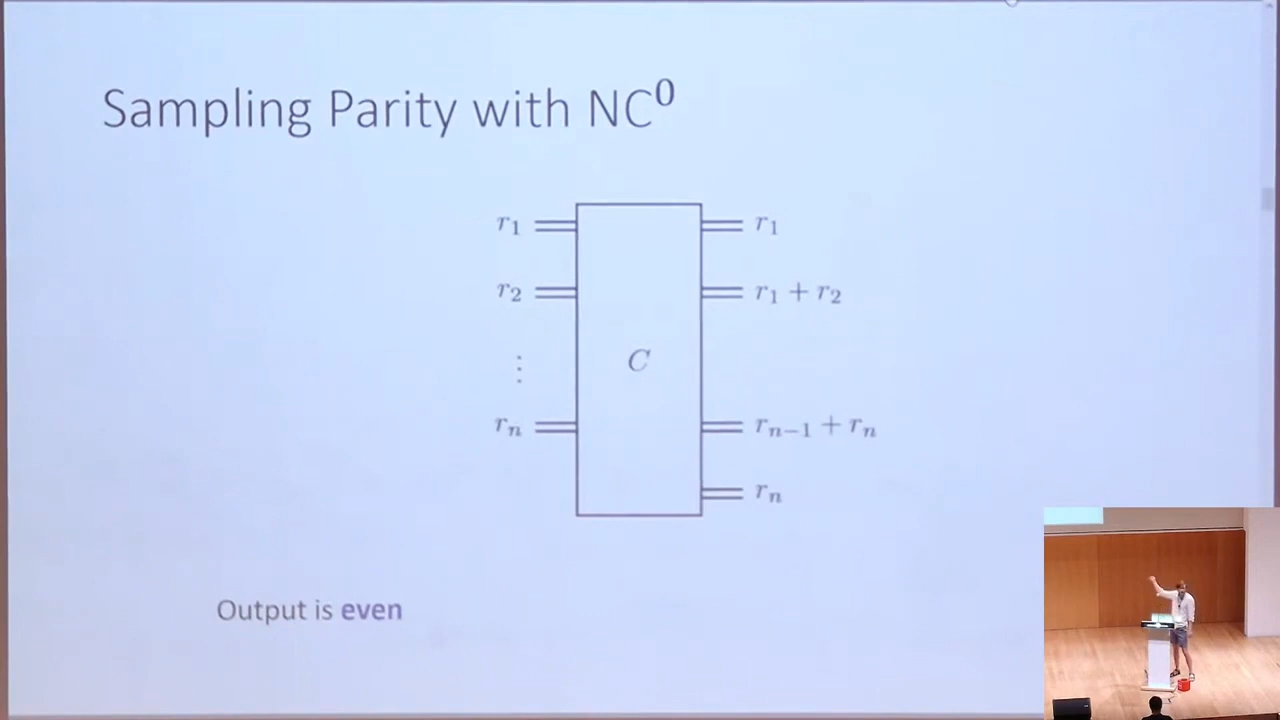 Sampling Parity with NC⁰
r₁
r₁
r₂
r₁ + r₂
⋮
C
rₙ
rₙ₋₁ + rₙ
rₙ
Output is even